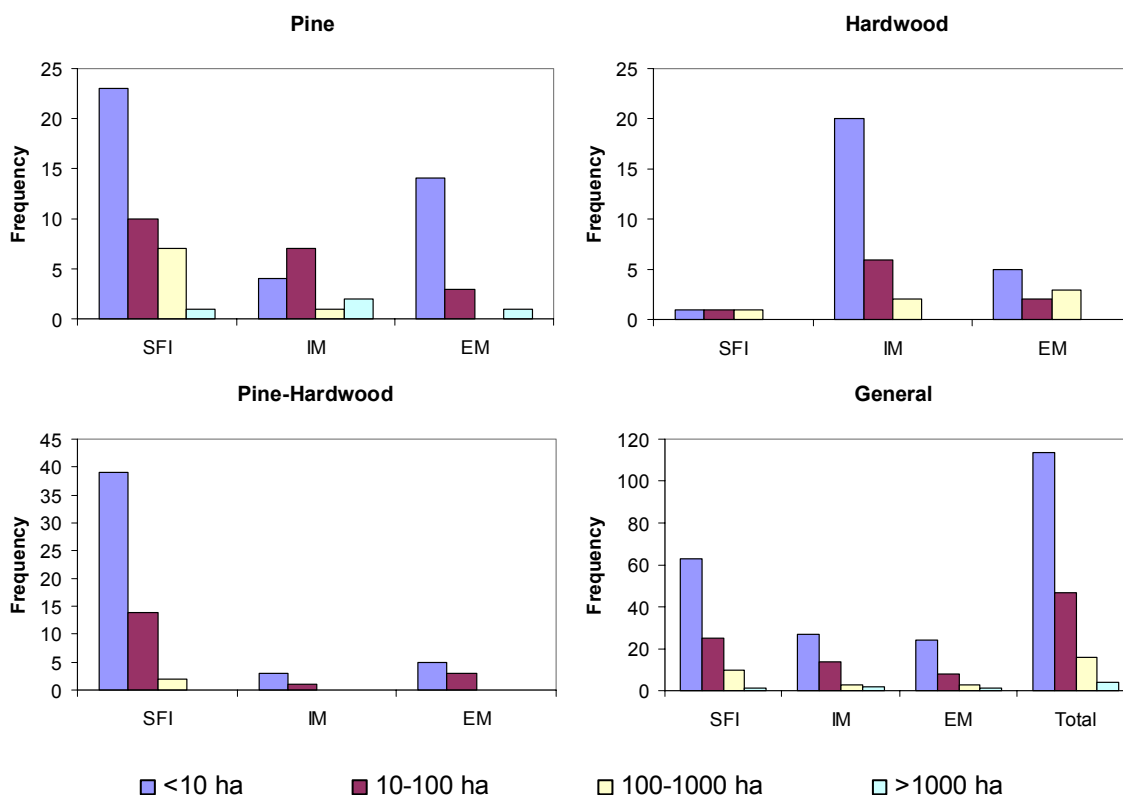 Pine
Frequency
25
20
15
10
5
0
SFI IM EM
Hardwood
Frequency
25
20
15
10
5
0
SFI IM EM
Pine-Hardwood
Frequency
45
40
35
30
25
20
15
10
5
0
SFI IM EM
General
Frequency
120
100
80
60
40
20
0
SFI IM EM Total
<10 ha 10-100 ha 100-1000 ha >1000 ha